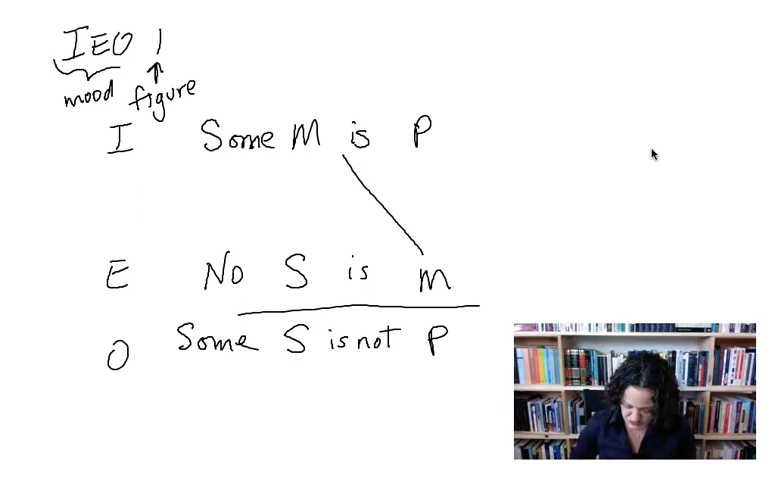 IEO 1
mood figure
I Some M is P
E No S is M
O Some S is not P